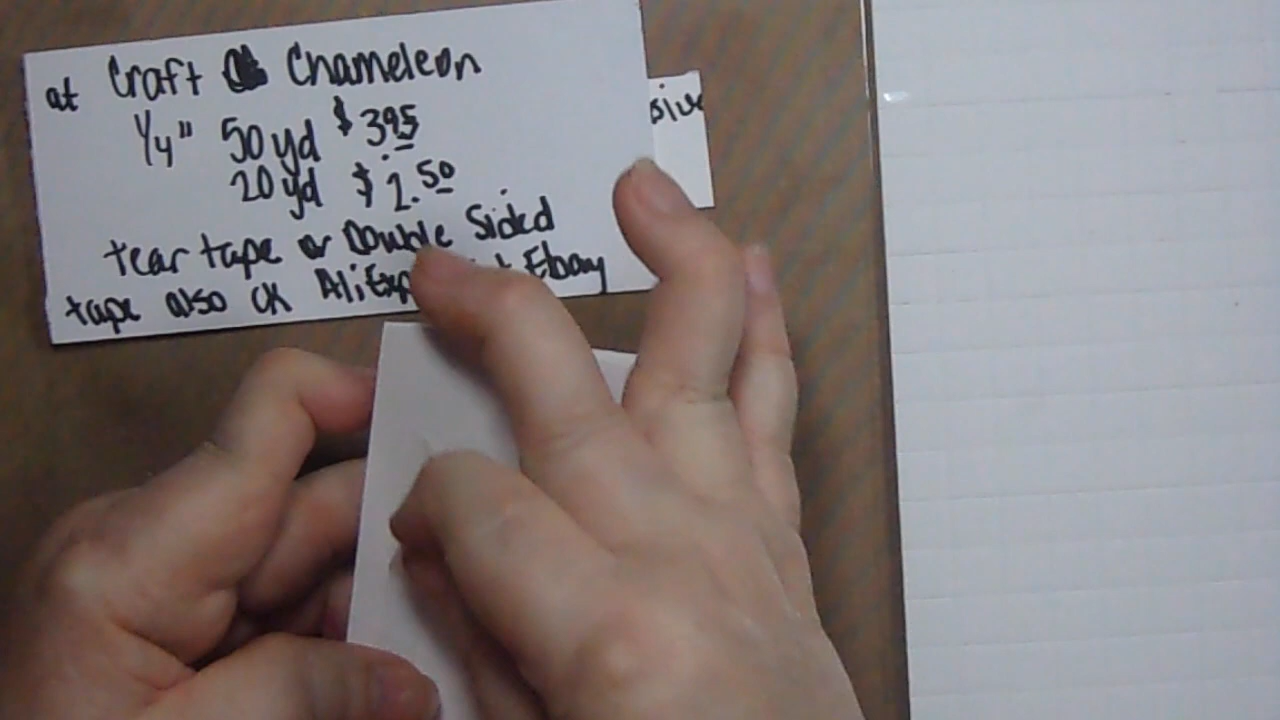 at Craft Chameleon
1/4" 50 yd $3.95
20 yd $2.50
tear tape or Double Sided
tape also ok Ebay